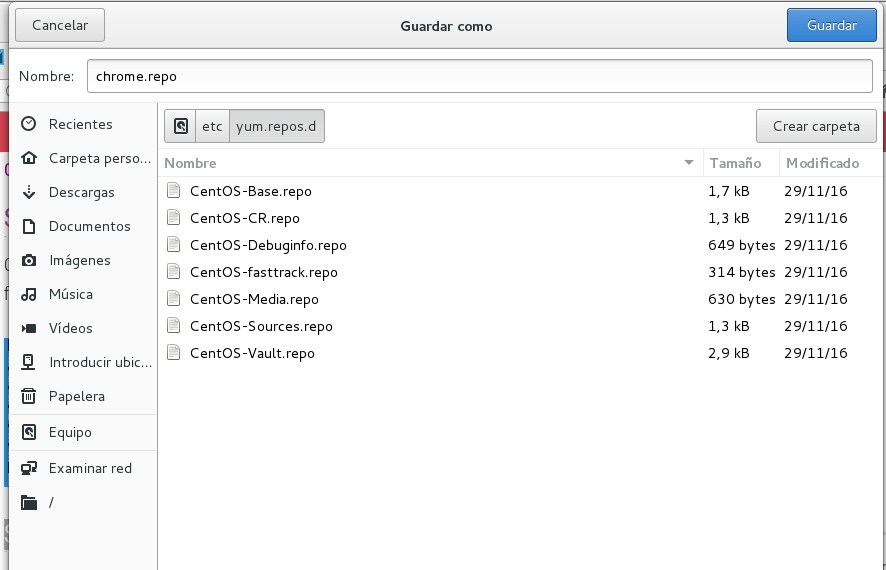 Cancelar Guardar como Guardar
Nombre: chrome.repo
Recientes
Carpeta perso...
Descargas
Documentos
Imágenes
Música
Vídeos
Introducir ubic...
Papelera
Equipo
Examinar red
/
etc yum.repos.d Crear carpeta
Nombre Tamaño Modificado
CentOS-Base.repo 1,7 kB 29/11/16
CentOS-CR.repo 1,3 kB 29/11/16
CentOS-Debuginfo.repo 649 bytes 29/11/16
CentOS-fasttrack.repo 314 bytes 29/11/16
CentOS-Media.repo 630 bytes 29/11/16
CentOS-Sources.repo 1,3 kB 29/11/16
CentOS-Vault.repo 2,9 kB 29/11/16